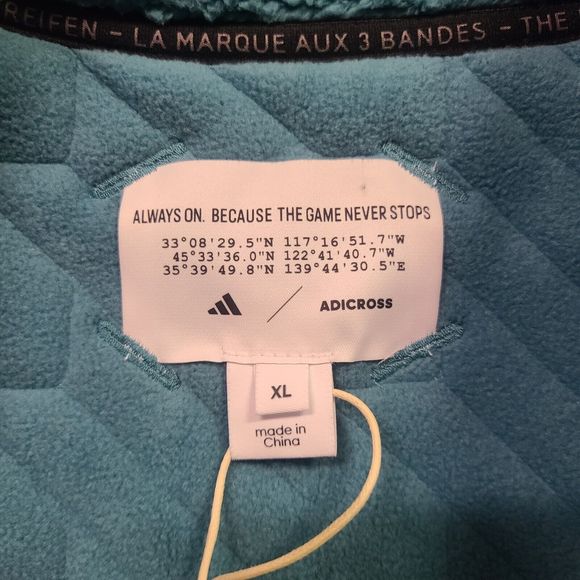 REIFEN - LA MARQUE AUX 3 BANDES - THE
ALWAYS ON. BECAUSE THE GAME NEVER STOPS
33°08'29.5"N 117°16'51.7"W
45°33'36.0"N 122°41'40.7"W
35°39'49.8"N 139°44'30.5"E
ADICROSS
XL
made in
China